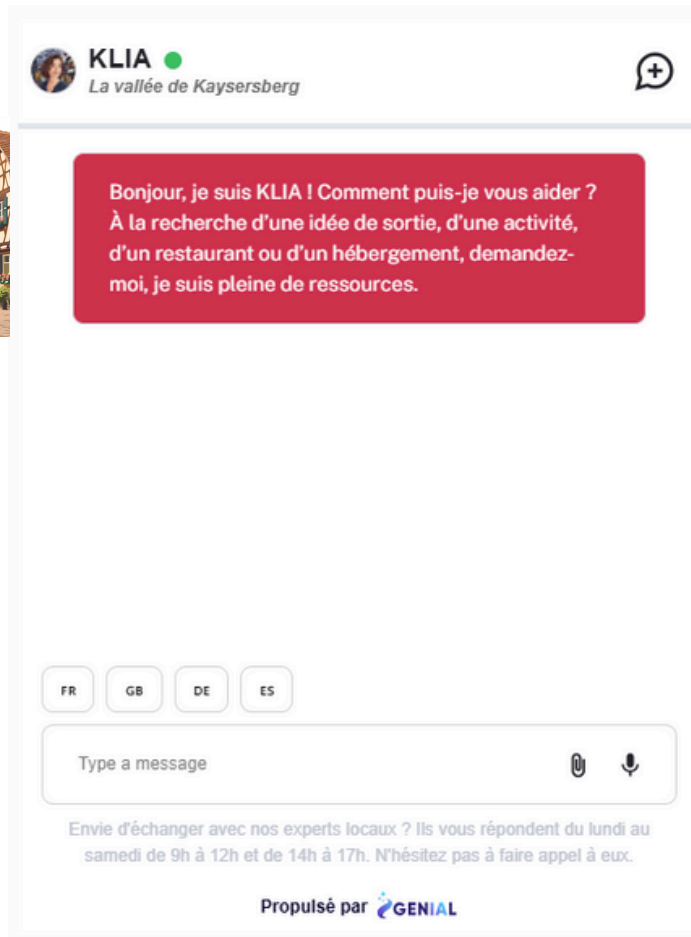 KLIA
La vallée de Kaysersberg
Bonjour, je suis KLIA ! Comment puis-je vous aider ?
À la recherche d'une idée de sortie, d'une activité,
d'un restaurant ou d'un hébergement, demandez-
moi, je suis pleine de ressources.
FR GB DE ES
Type a message
Envie d'échanger avec nos experts locaux ? Ils vous répondent du lundi au
samedi de 9h à 12h et de 14h à 17h. N'hésitez pas à faire appel à eux.
Propulsé par GENIAL